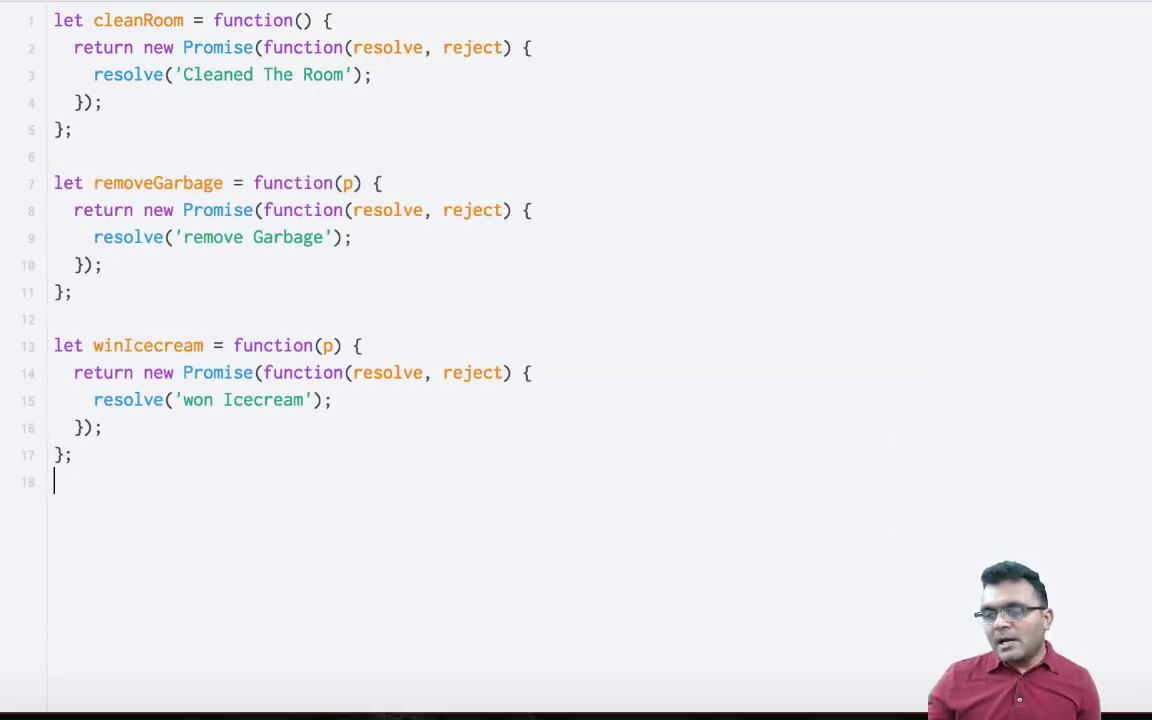 1 let cleanRoom = function() {
2 return new Promise(function(resolve, reject) {
3 resolve('Cleaned The Room');
4 });
5 };
6
7 let removeGarbage = function(p) {
8 return new Promise(function(resolve, reject) {
9 resolve('remove Garbage');
10 });
11 };
12
13 let winIcecream = function(p) {
14 return new Promise(function(resolve, reject) {
15 resolve('won Icecream');
16 });
17 };
18